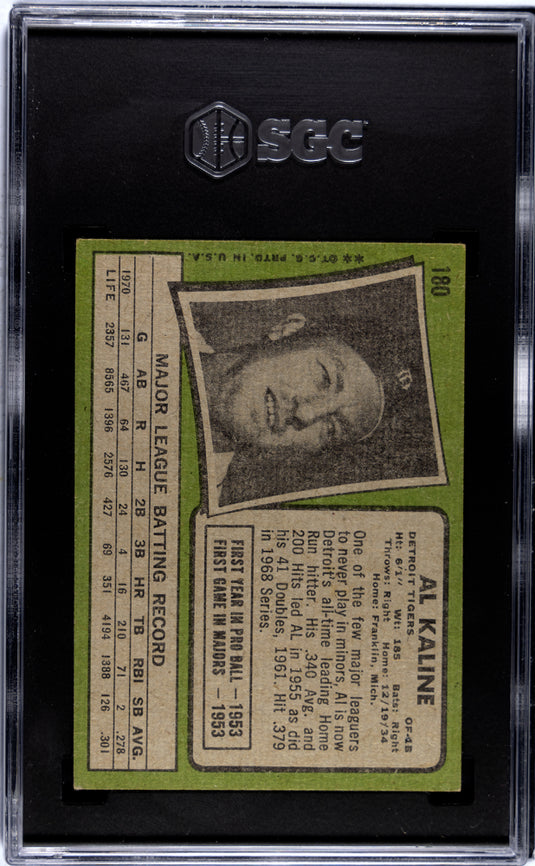 SGC
180
AL KALINE
OF-1B
DETROIT TIGERS
Ht: 6'1" Wt: 185 Bats: Right
Throws: Right Home: 12/19/34
Home: Franklin, Mich.
One of the few major leaguers
to never play in minors, Al is now
Detroit's all-time leading Home
Run hitter. His .340 Avg. and
200 Hits led AL in 1955 as did
his 41 Doubles, 1961. Hit .379
in 1968 Series.
FIRST YEAR IN PRO BALL — 1953
FIRST GAME IN MAJORS — 1953
MAJOR LEAGUE BATTING RECORD
G AB R H 2B 3B HR TB RBI SB AVG.
1970 131 467 64 130 24 4 16 210 71 2 .278
LIFE 2357 8565 1396 2576 427 69 351 4194 1388 126 .301
**©T.C.G. PRTD. IN U.S.A.